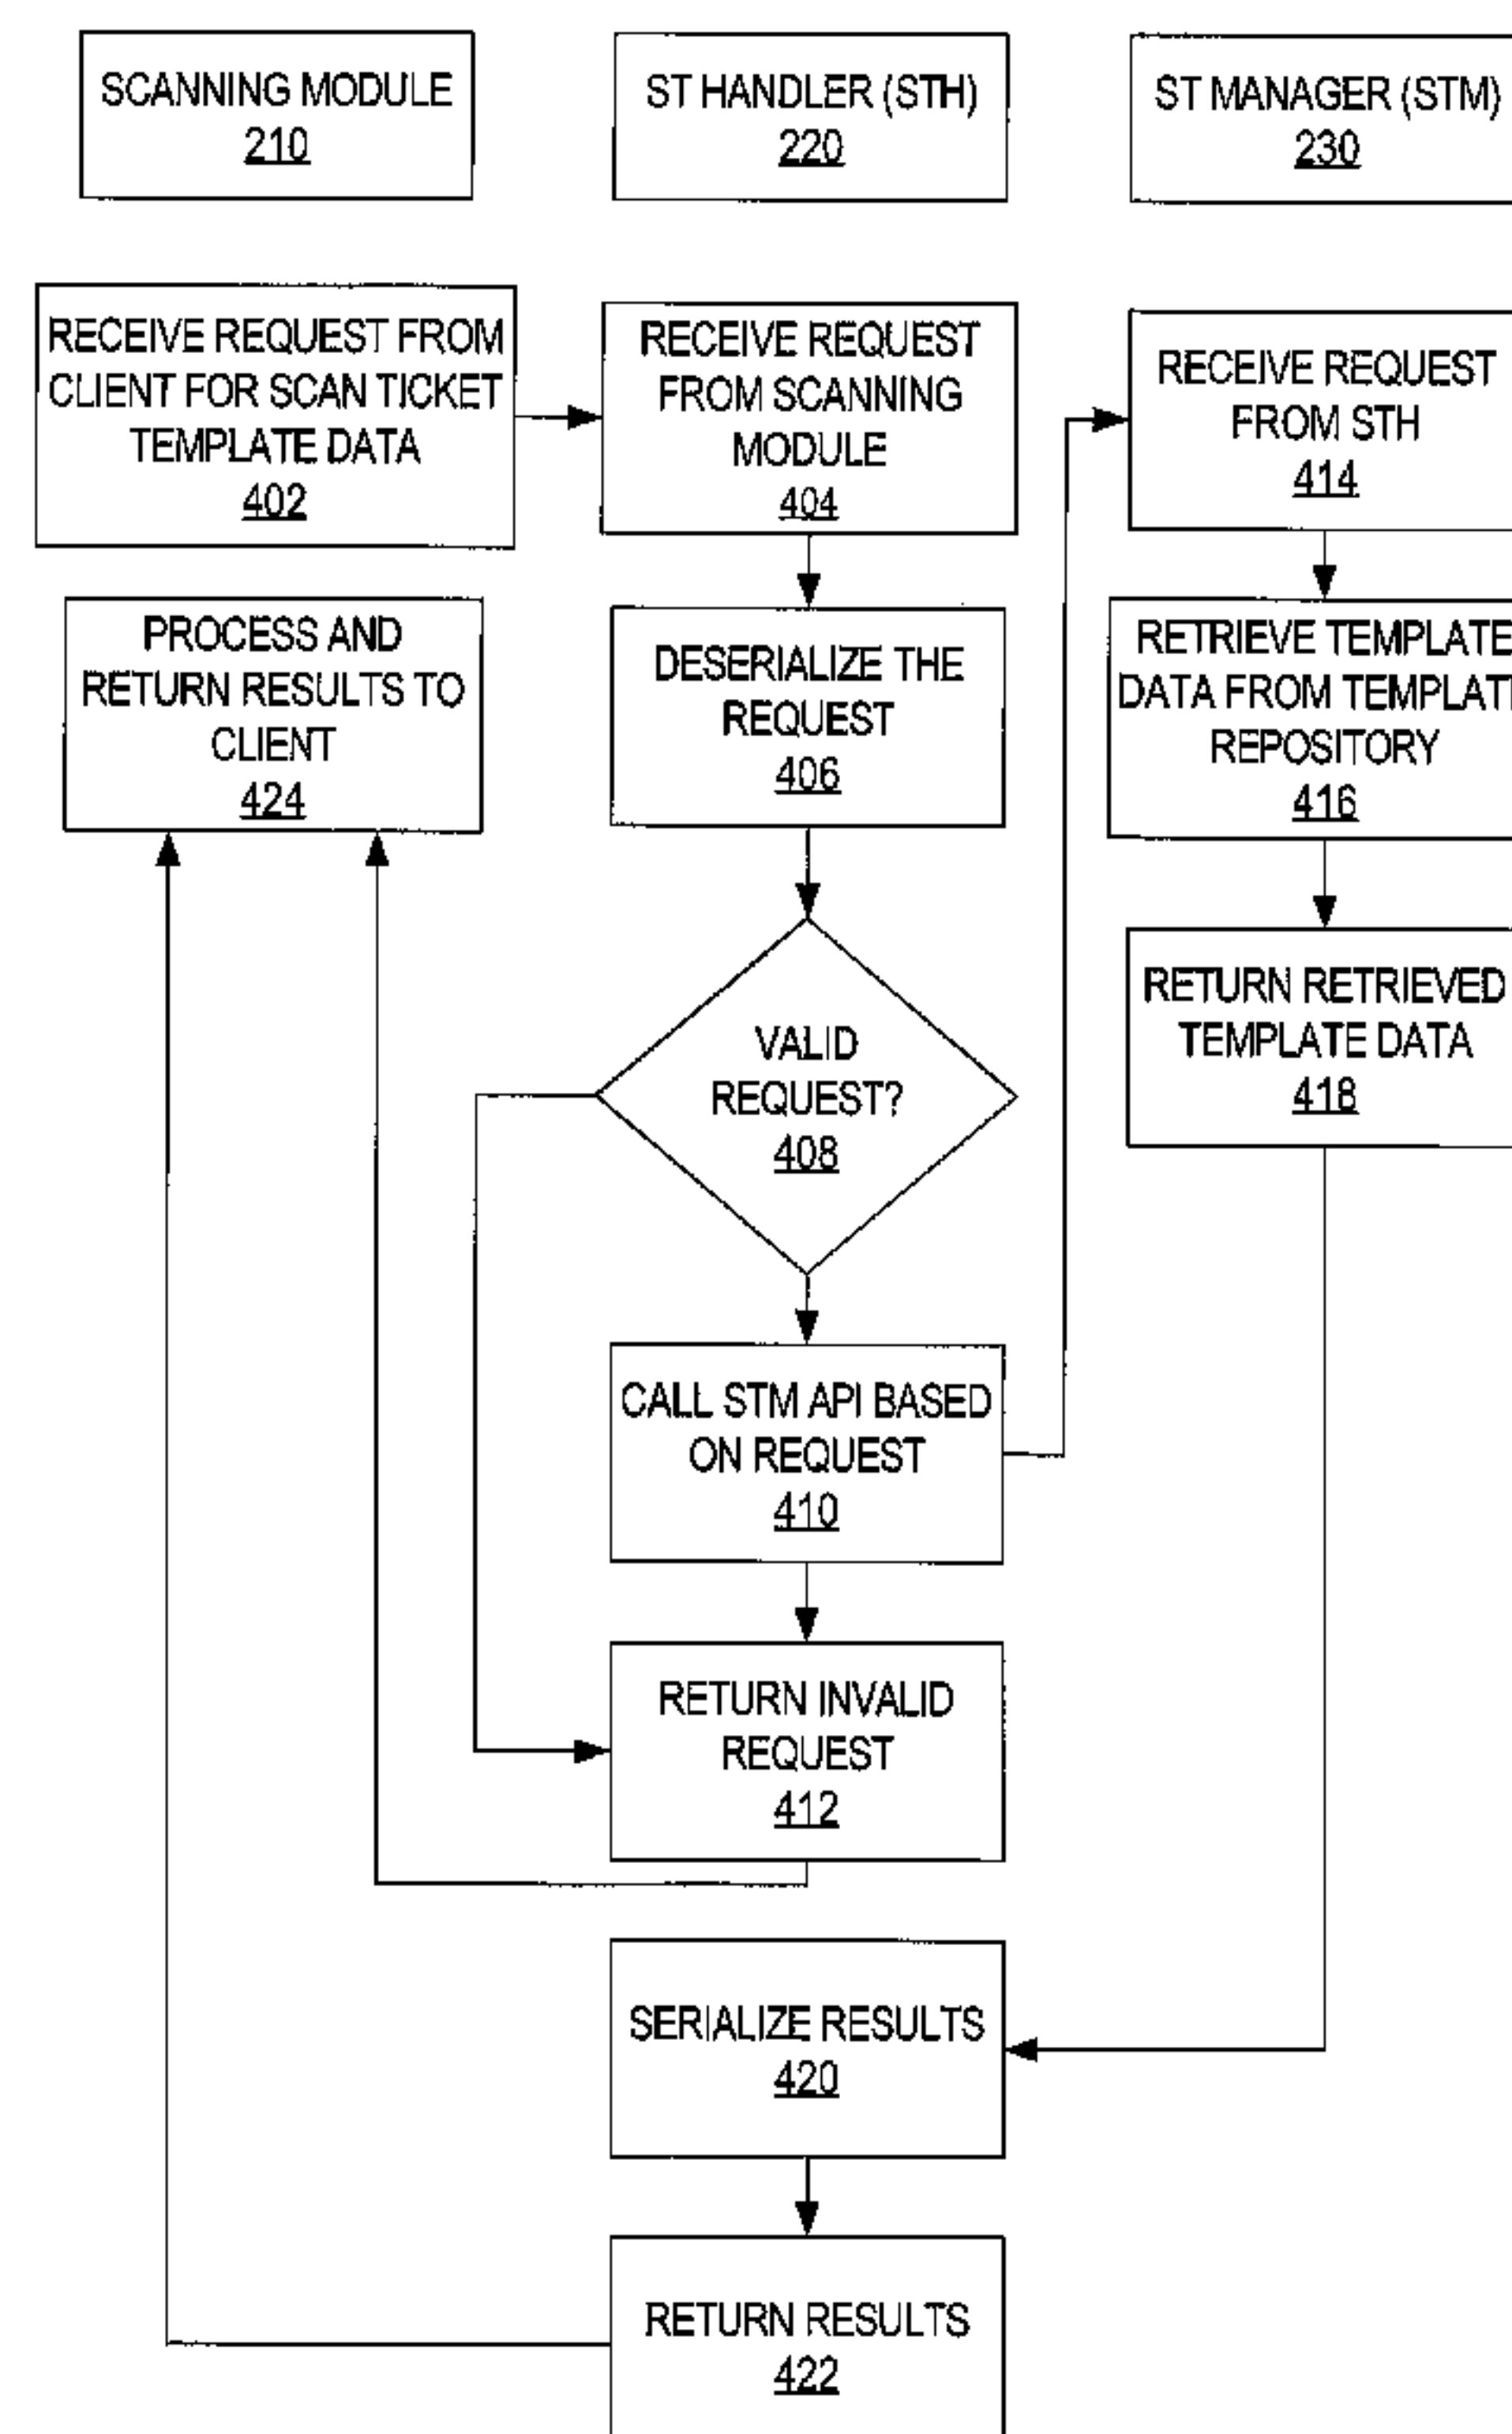 SCANNING MODULE
210
ST HANDLER (STH)
220
ST MANAGER (STM)
230
RECEIVE REQUEST FROM
CLIENT FOR SCAN TICKET
TEMPLATE DATA
402
RECEIVE REQUEST
FROM SCANNING
MODULE
404
RECEIVE REQUEST
FROM STH
414
PROCESS AND
RETURN RESULTS TO
CLIENT
424
DESERIALIZE THE
REQUEST
406
RETRIEVE TEMPLATE
DATA FROM TEMPLAT
REPOSITORY
416
VALID
REQUEST?
408
RETURN RETRIEVED
TEMPLATE DATA
418
CALL STM API BASED
ON REQUEST
410
RETURN INVALID
REQUEST
412
SERIALIZE RESULTS
420
RETURN RESULTS
422